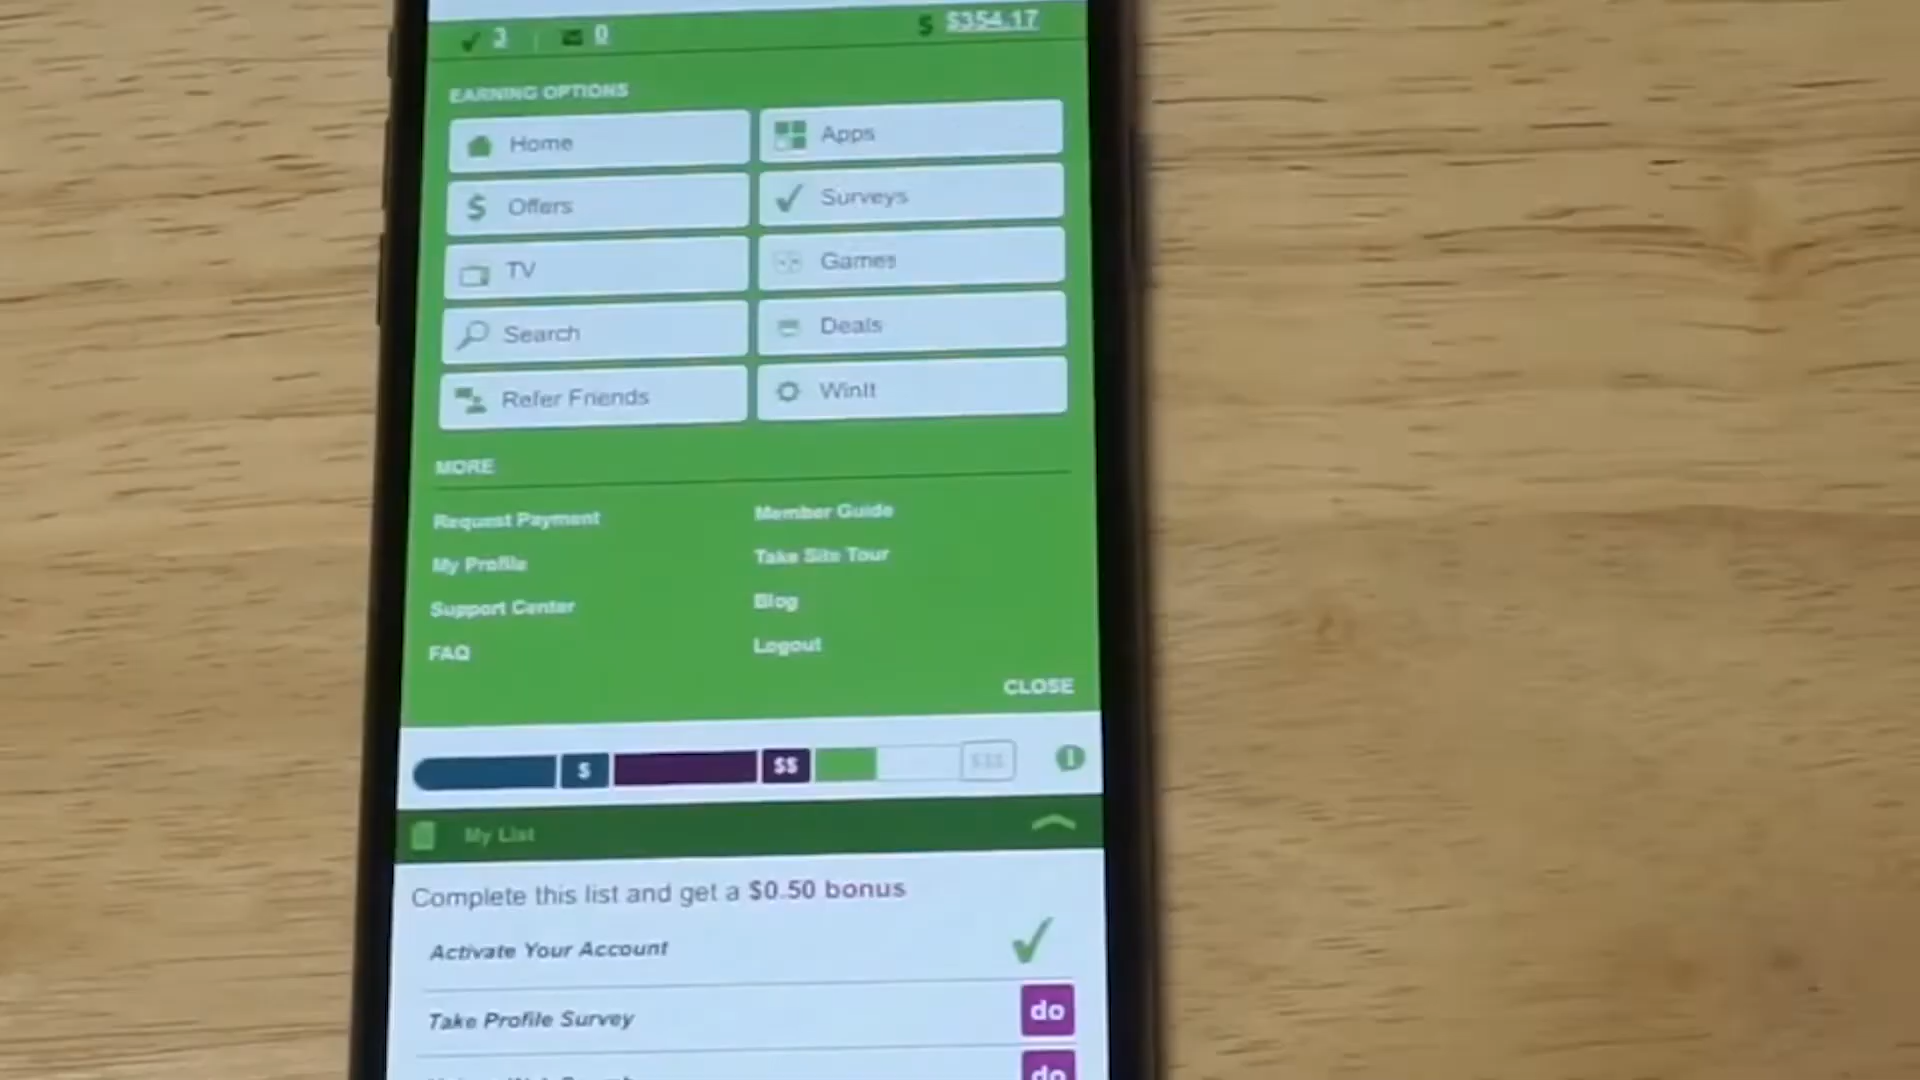 3 | 0 $ $354.17
EARNING OPTIONS
Home
Apps
$ Offers
Surveys
TV
Games
Search
Deals
Refer Friends
WinIt
MORE
Request Payment
Member Guide
My Profile
Take Site Tour
Support Center
Blog
FAQ
Logout
CLOSE
$ $$ $$$
My List
Complete this list and get a $0.50 bonus
Activate Your Account
Take Profile Survey do
do